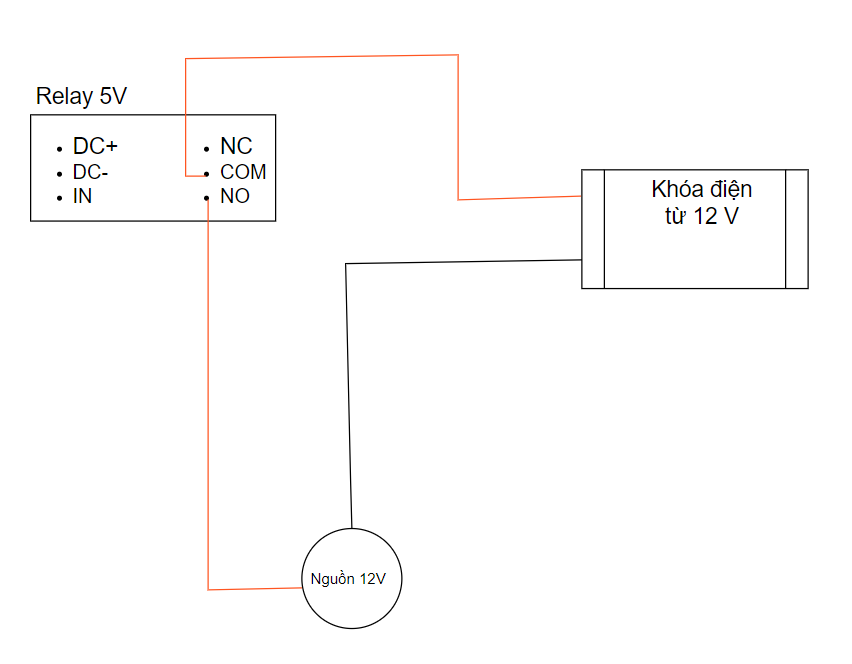 Relay 5V
DC+
DC-
IN
NC
COM
NO
Khóa điện
từ 12 V
Nguồn 12V